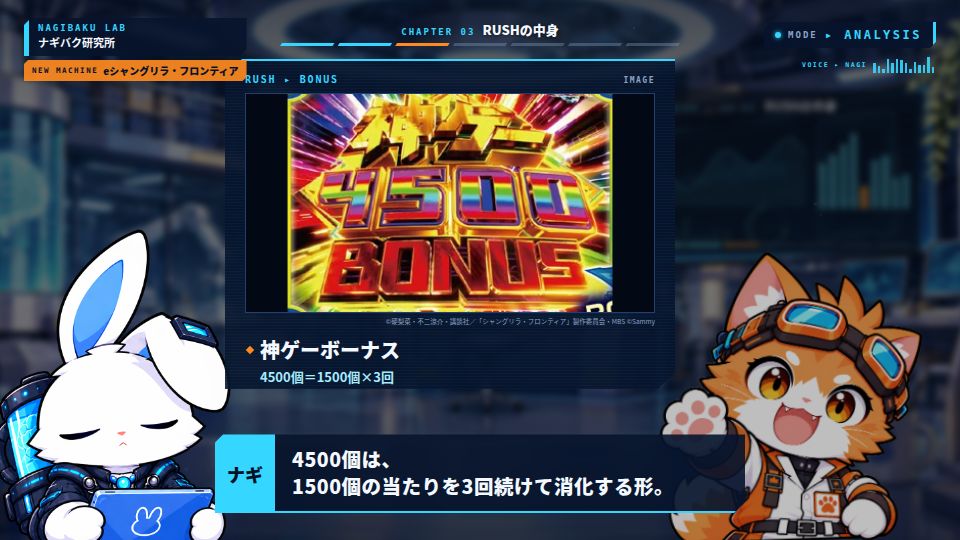 NAGIBAKU LAB
ナギバク研究所
NEW MACHINE eシャングリラ・フロンティア
CHAPTER 03 RUSHの中身
MODE ▸ ANALYSIS
VOICE ▸ NAGI
RUSH ▸ BONUS
IMAGE
神ゲー
4500
BONUS
©硬梨菜・不二涼介・講談社／「シャングリラ・フロンティア」製作委員会・MBS ©Sammy
神ゲーボーナス
4500個＝1500個×3回
ナギ
4500個は、
1500個の当たりを3回続けて消化する形。